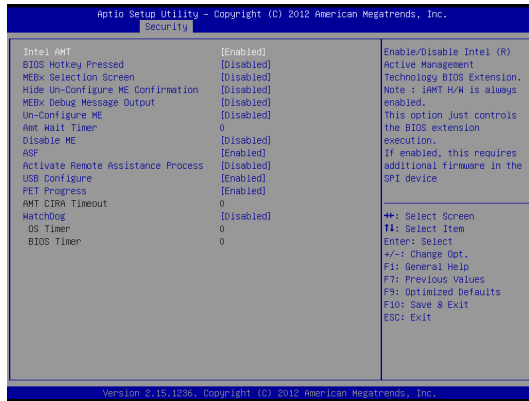 Aptio Setup Utility – Copyright (C) 2012 American Megatrends, Inc.
Security
Intel AMT [Enabled]
BIOS Hotkey Pressed [Disabled]
MEBx Selection Screen [Disabled]
Hide Un-Configure ME Confirmation [Disabled]
MEBx Debug Message Output [Disabled]
Un-Configure ME [Disabled]
Amt Wait Timer 0
Disable ME [Disabled]
ASF [Enabled]
Activate Remote Assistance Process [Disabled]
USB Configure [Enabled]
PET Progress [Enabled]
AMT CIRA Timeout 0
WatchDog [Disabled]
OS Timer 0
BIOS Timer 0
Enable/Disable Intel (R)
Active Management
Technology BIOS Extension.
Note : iAMT H/W is always
enabled.
This option just controls
the BIOS extension
execution.
If enabled, this requires
additional firmware in the
SPI device
→←: Select Screen
↑↓: Select Item
Enter: Select
+/-: Change Opt.
F1: General Help
F7: Previous Values
F9: Optimized Defaults
F10: Save & Exit
ESC: Exit
Version 2.15.1236. Copyright (C) 2012 American Megatrends, Inc.